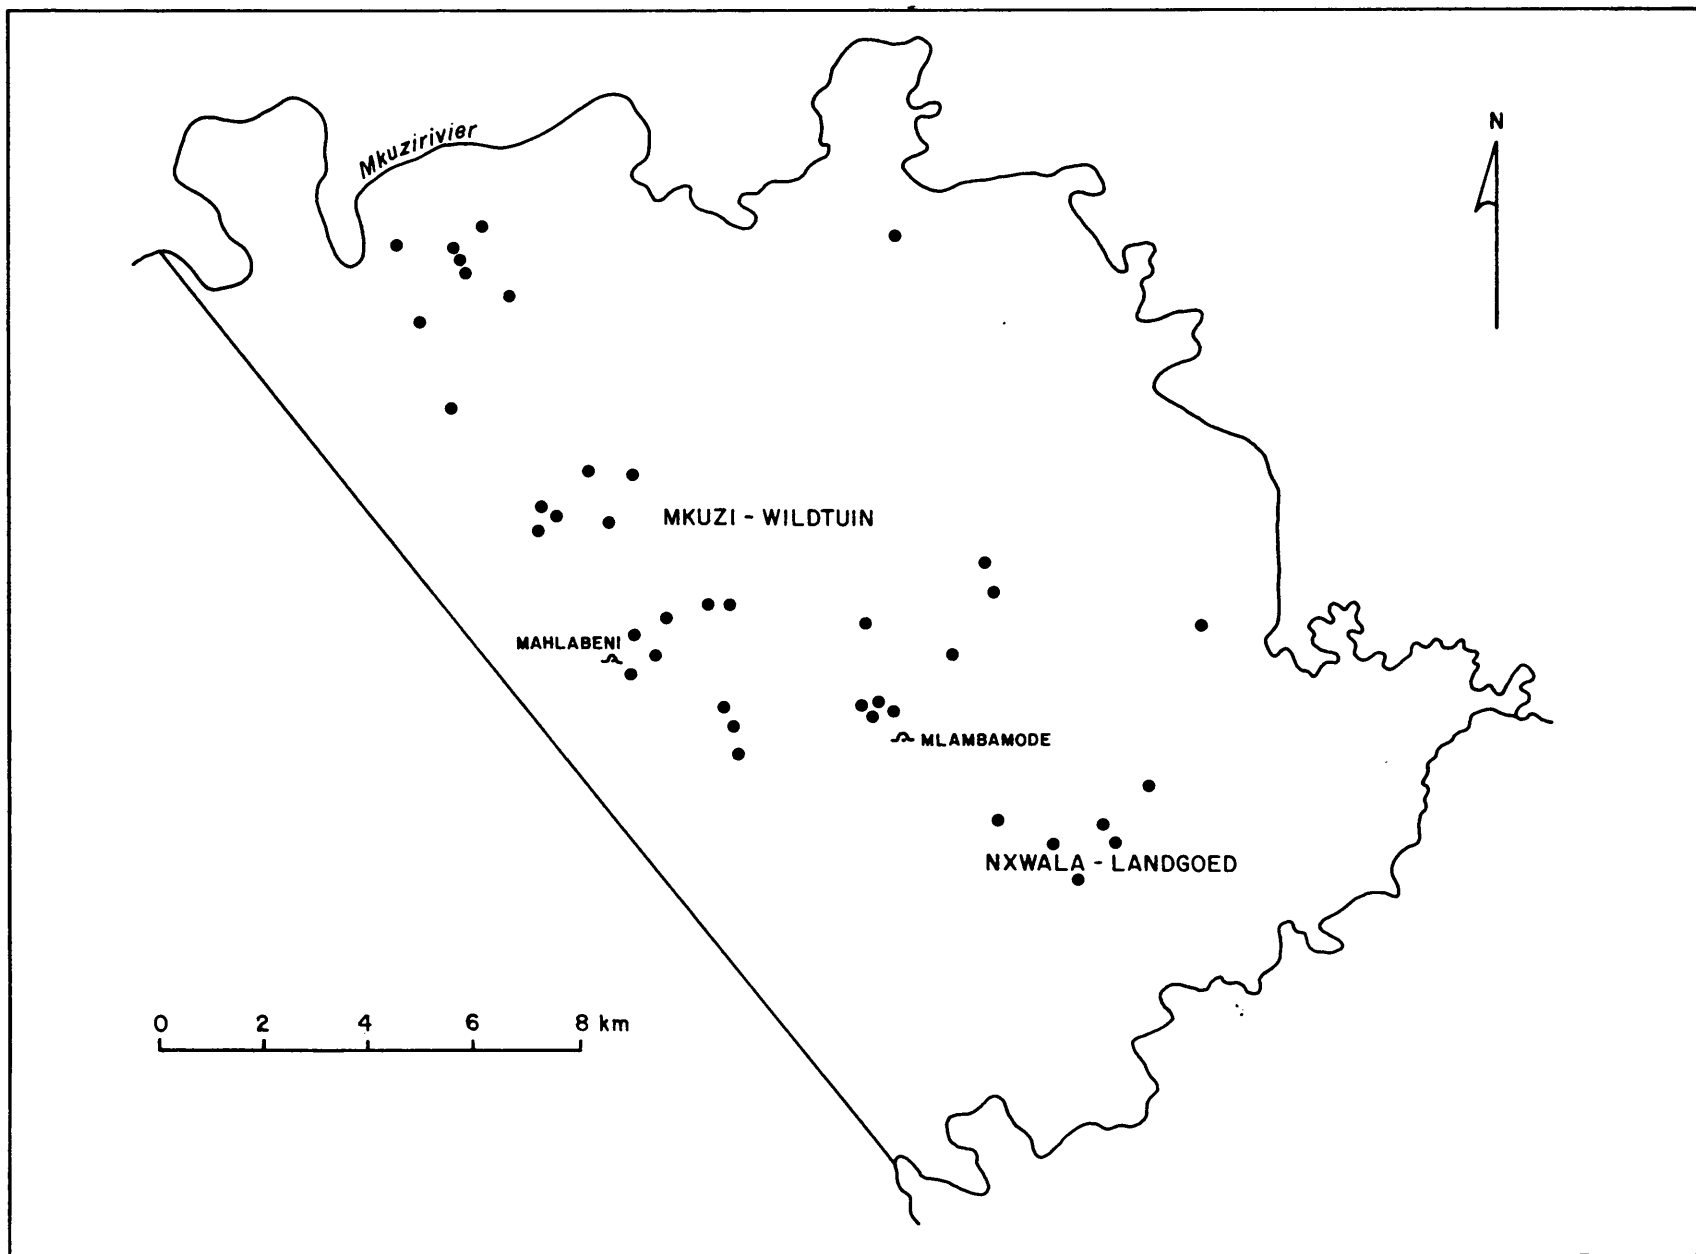 N
Mkuzirivier
MKUZI - WILDTUIN
MAHLABENI
MLAMBAMODE
NXWALA - LANDGOED
0 2 4 6 8 km